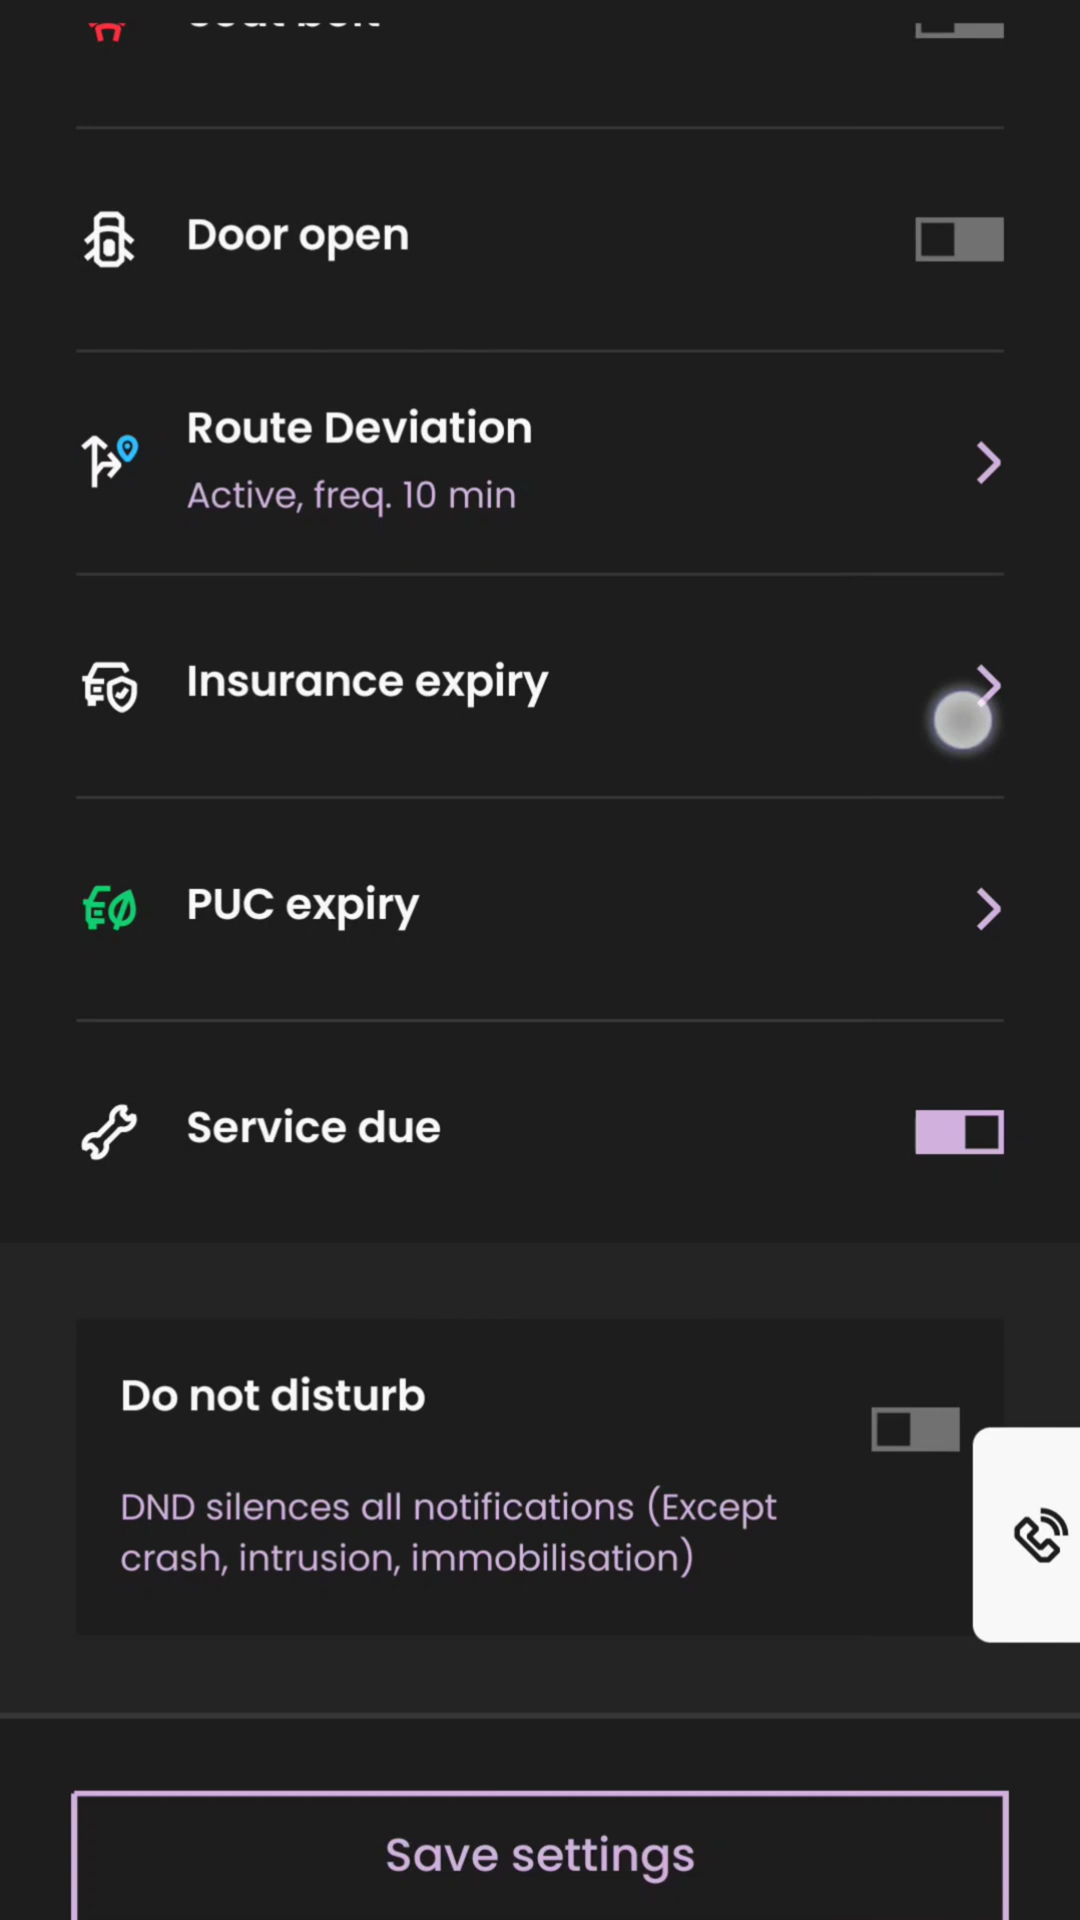 Door open
Route Deviation
Active, freq. 10 min
Insurance expiry
PUC expiry
Service due
Do not disturb
DND silences all notifications (Except
crash, intrusion, immobilisation)
Save settings